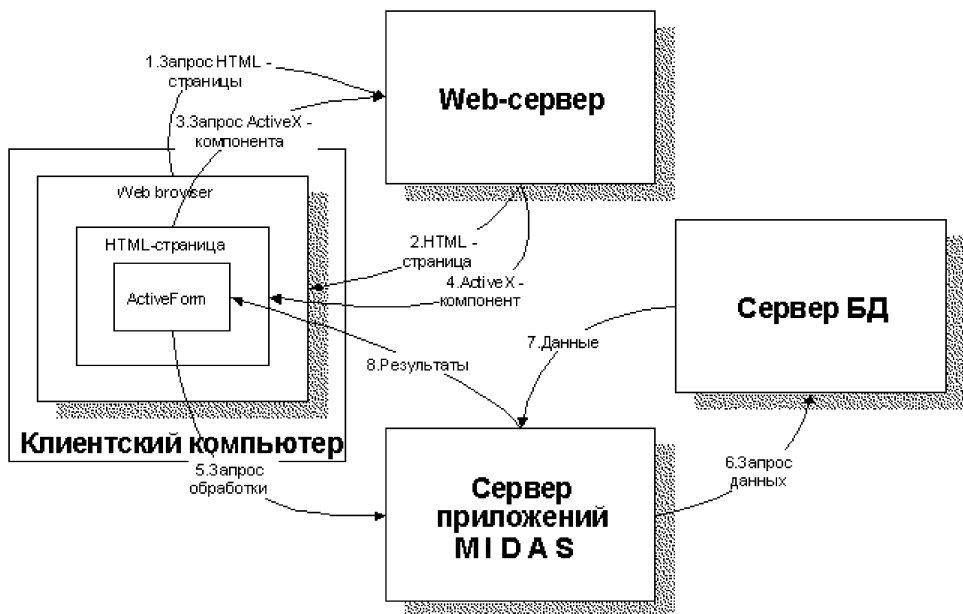 1.Запрос HTML -
страницы
Web-сервер
3.Запрос ActiveX -
компонента
Web browser
HTML-страница
ActiveForm
2.HTML -
страница
4.ActiveX -
компонент
Сервер БД
7.Данные
8.Результаты
Клиентский компьютер
5.Запрос
обработки
6.Запрос
данных
Сервер
приложений
MIDAS